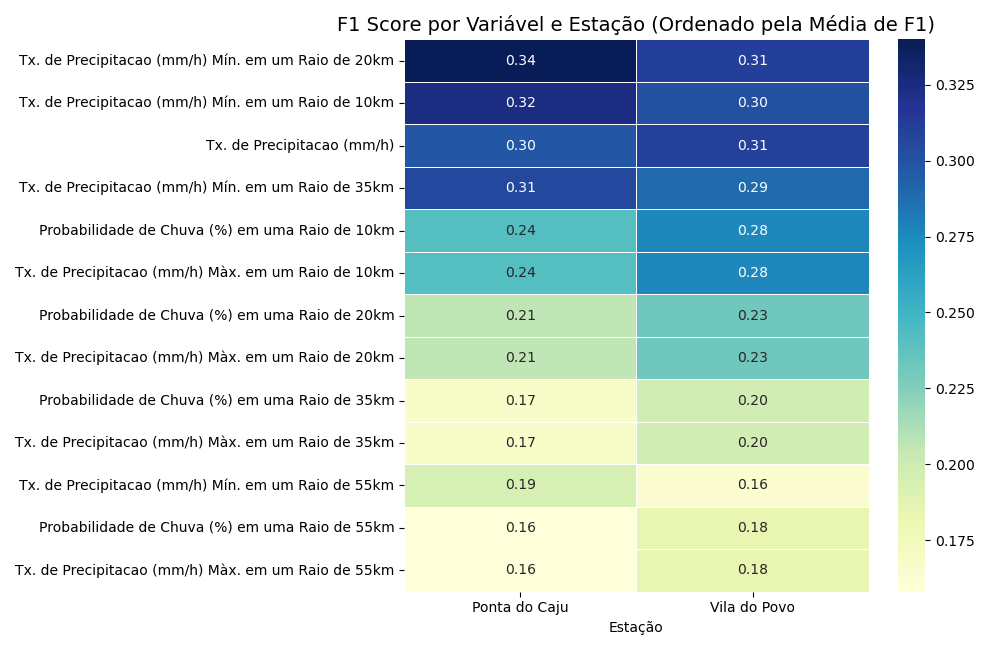 F1 Score por Variável e Estação (Ordenado pela Média de F1)
Tx. de Precipitacao (mm/h) Mín. em um Raio de 20km 0.34 0.31
Tx. de Precipitacao (mm/h) Mín. em um Raio de 10km 0.32 0.30
Tx. de Precipitacao (mm/h) 0.30 0.31
Tx. de Precipitacao (mm/h) Mín. em um Raio de 35km 0.31 0.29
Probabilidade de Chuva (%) em uma Raio de 10km 0.24 0.28
Tx. de Precipitacao (mm/h) Màx. em um Raio de 10km 0.24 0.28
Probabilidade de Chuva (%) em uma Raio de 20km 0.21 0.23
Tx. de Precipitacao (mm/h) Màx. em um Raio de 20km 0.21 0.23
Probabilidade de Chuva (%) em uma Raio de 35km 0.17 0.20
Tx. de Precipitacao (mm/h) Màx. em um Raio de 35km 0.17 0.20
Tx. de Precipitacao (mm/h) Mín. em um Raio de 55km 0.19 0.16
Probabilidade de Chuva (%) em uma Raio de 55km 0.16 0.18
Tx. de Precipitacao (mm/h) Màx. em um Raio de 55km 0.16 0.18
Ponta do Caju Vila do Povo
Estação
0.325
0.300
0.275
0.250
0.225
0.200
0.175